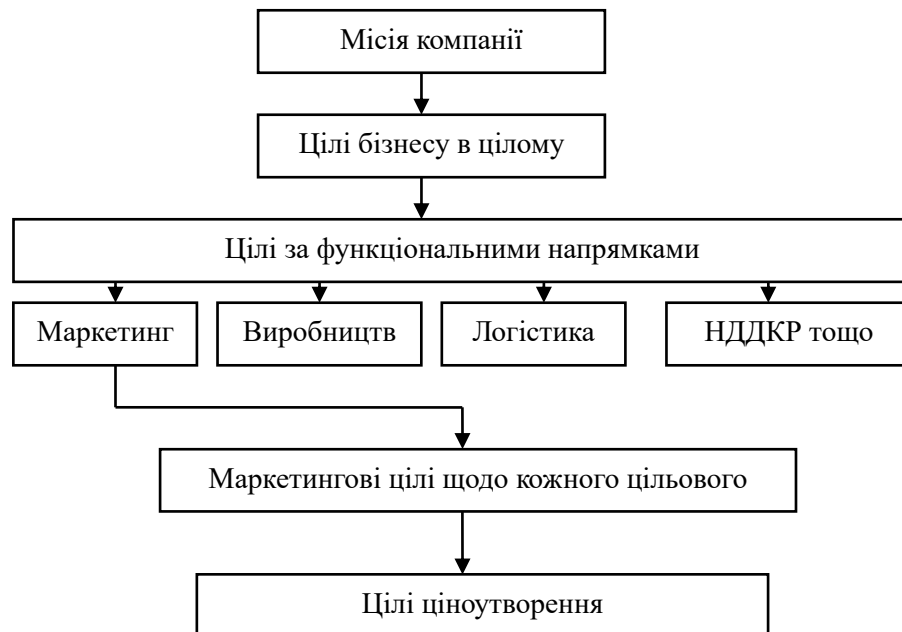 Місія компанії
Цілі бізнесу в цілому
Цілі за функціональними напрямками
Маркетинг
Виробництв
Логістика
НДДКР тощо
Маркетингові цілі щодо кожного цільового
Цілі ціноутворення